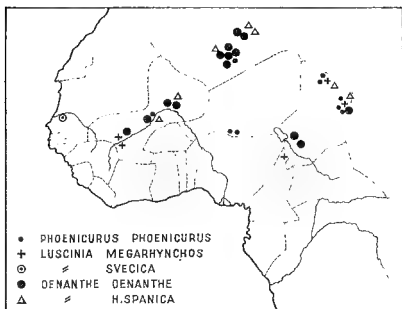 • PHOENICURUS PHOENICURUS
+ LUSCINIA MEGARHYNCHOS
⊙ 〃 SVECICA
● OENANTHE OENANTHE
△ 〃 H.SPANICA